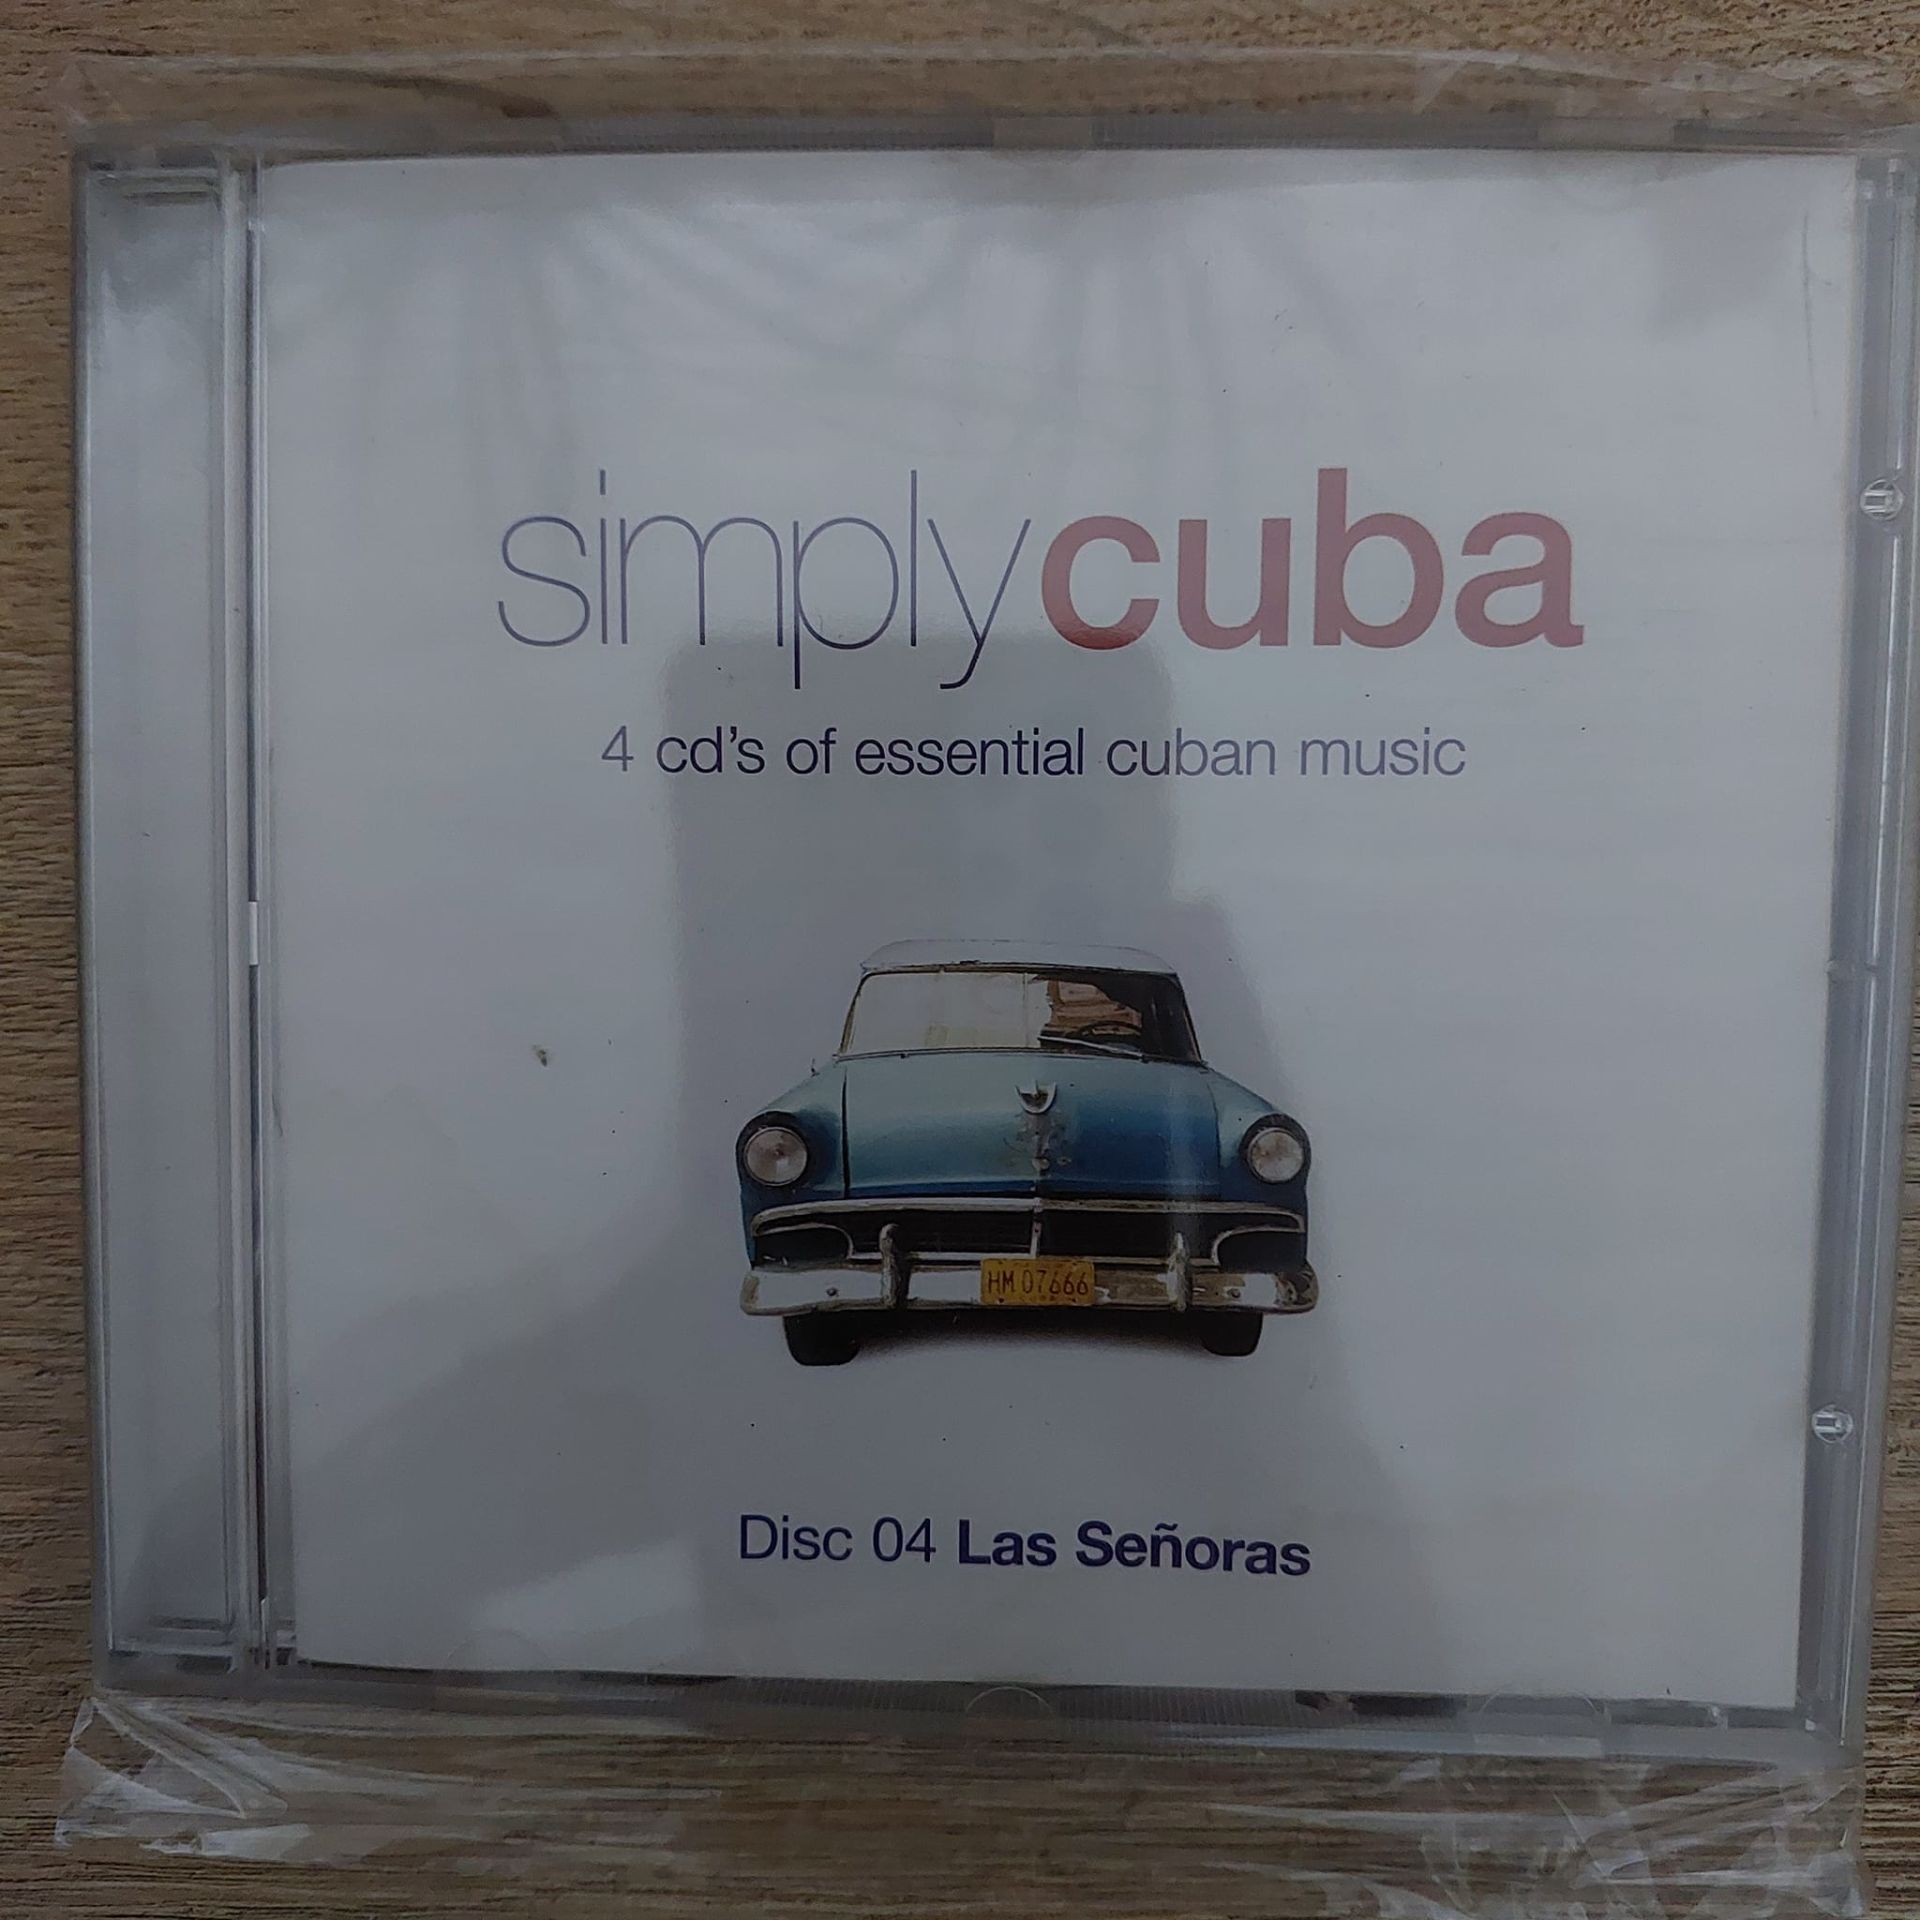 simplycuba
4 cd's of essential cuban music
HM 07666
Disc 04 Las Señoras